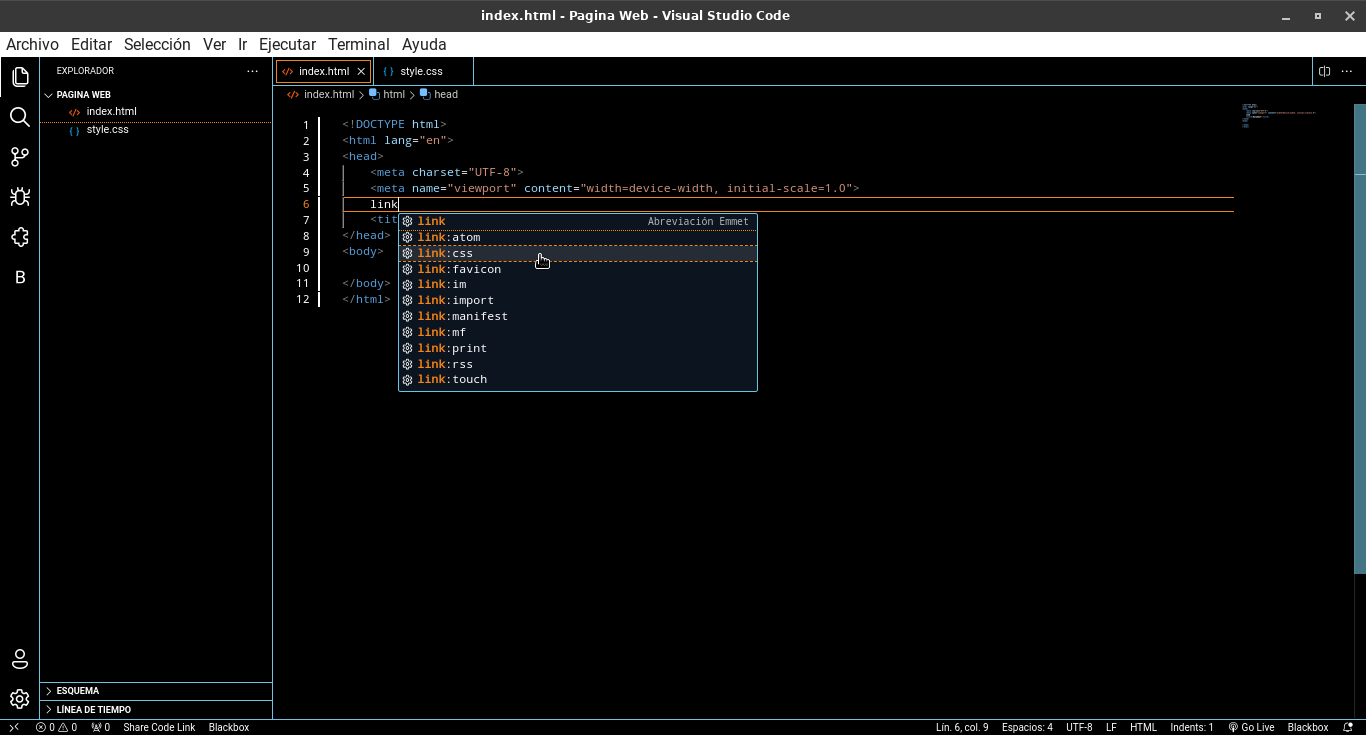 index.html - Pagina Web - Visual Studio Code
Archivo Editar Selección Ver Ir Ejecutar Terminal Ayuda
EXPLORADOR
PAGINA WEB
index.html
style.css
index.html style.css
index.html > html > head
1 <!DOCTYPE html>
2 <html lang="en">
3 <head>
4 <meta charset="UTF-8">
5 <meta name="viewport" content="width=device-width, initial-scale=1.0">
6 link
7 <tit
8 </head>
9 <body>
10
11 </body>
12 </html>
link Abreviación Emmet
link:atom
link:css
link:favicon
link:im
link:import
link:manifest
link:mf
link:print
link:rss
link:touch
B
ESQUEMA
LÍNEA DE TIEMPO
0 0 0 Share Code Link Blackbox Lín. 6, col. 9 Espacios: 4 UTF-8 LF HTML Indents: 1 Go Live Blackbox